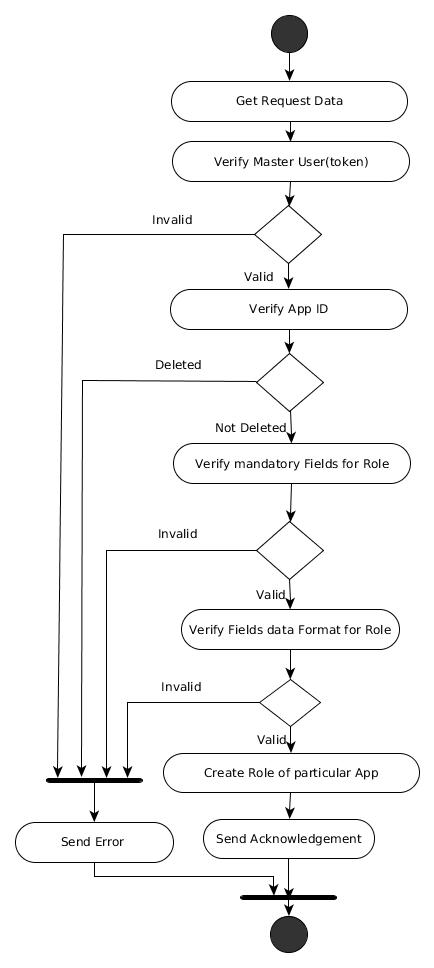 Get Request Data
Verify Master User(token)
Invalid
Valid
Verify App ID
Deleted
Not Deleted
Verify mandatory Fields for Role
Invalid
Valid
Verify Fields data Format for Role
Invalid
Valid
Create Role of particular App
Send Error
Send Acknowledgement